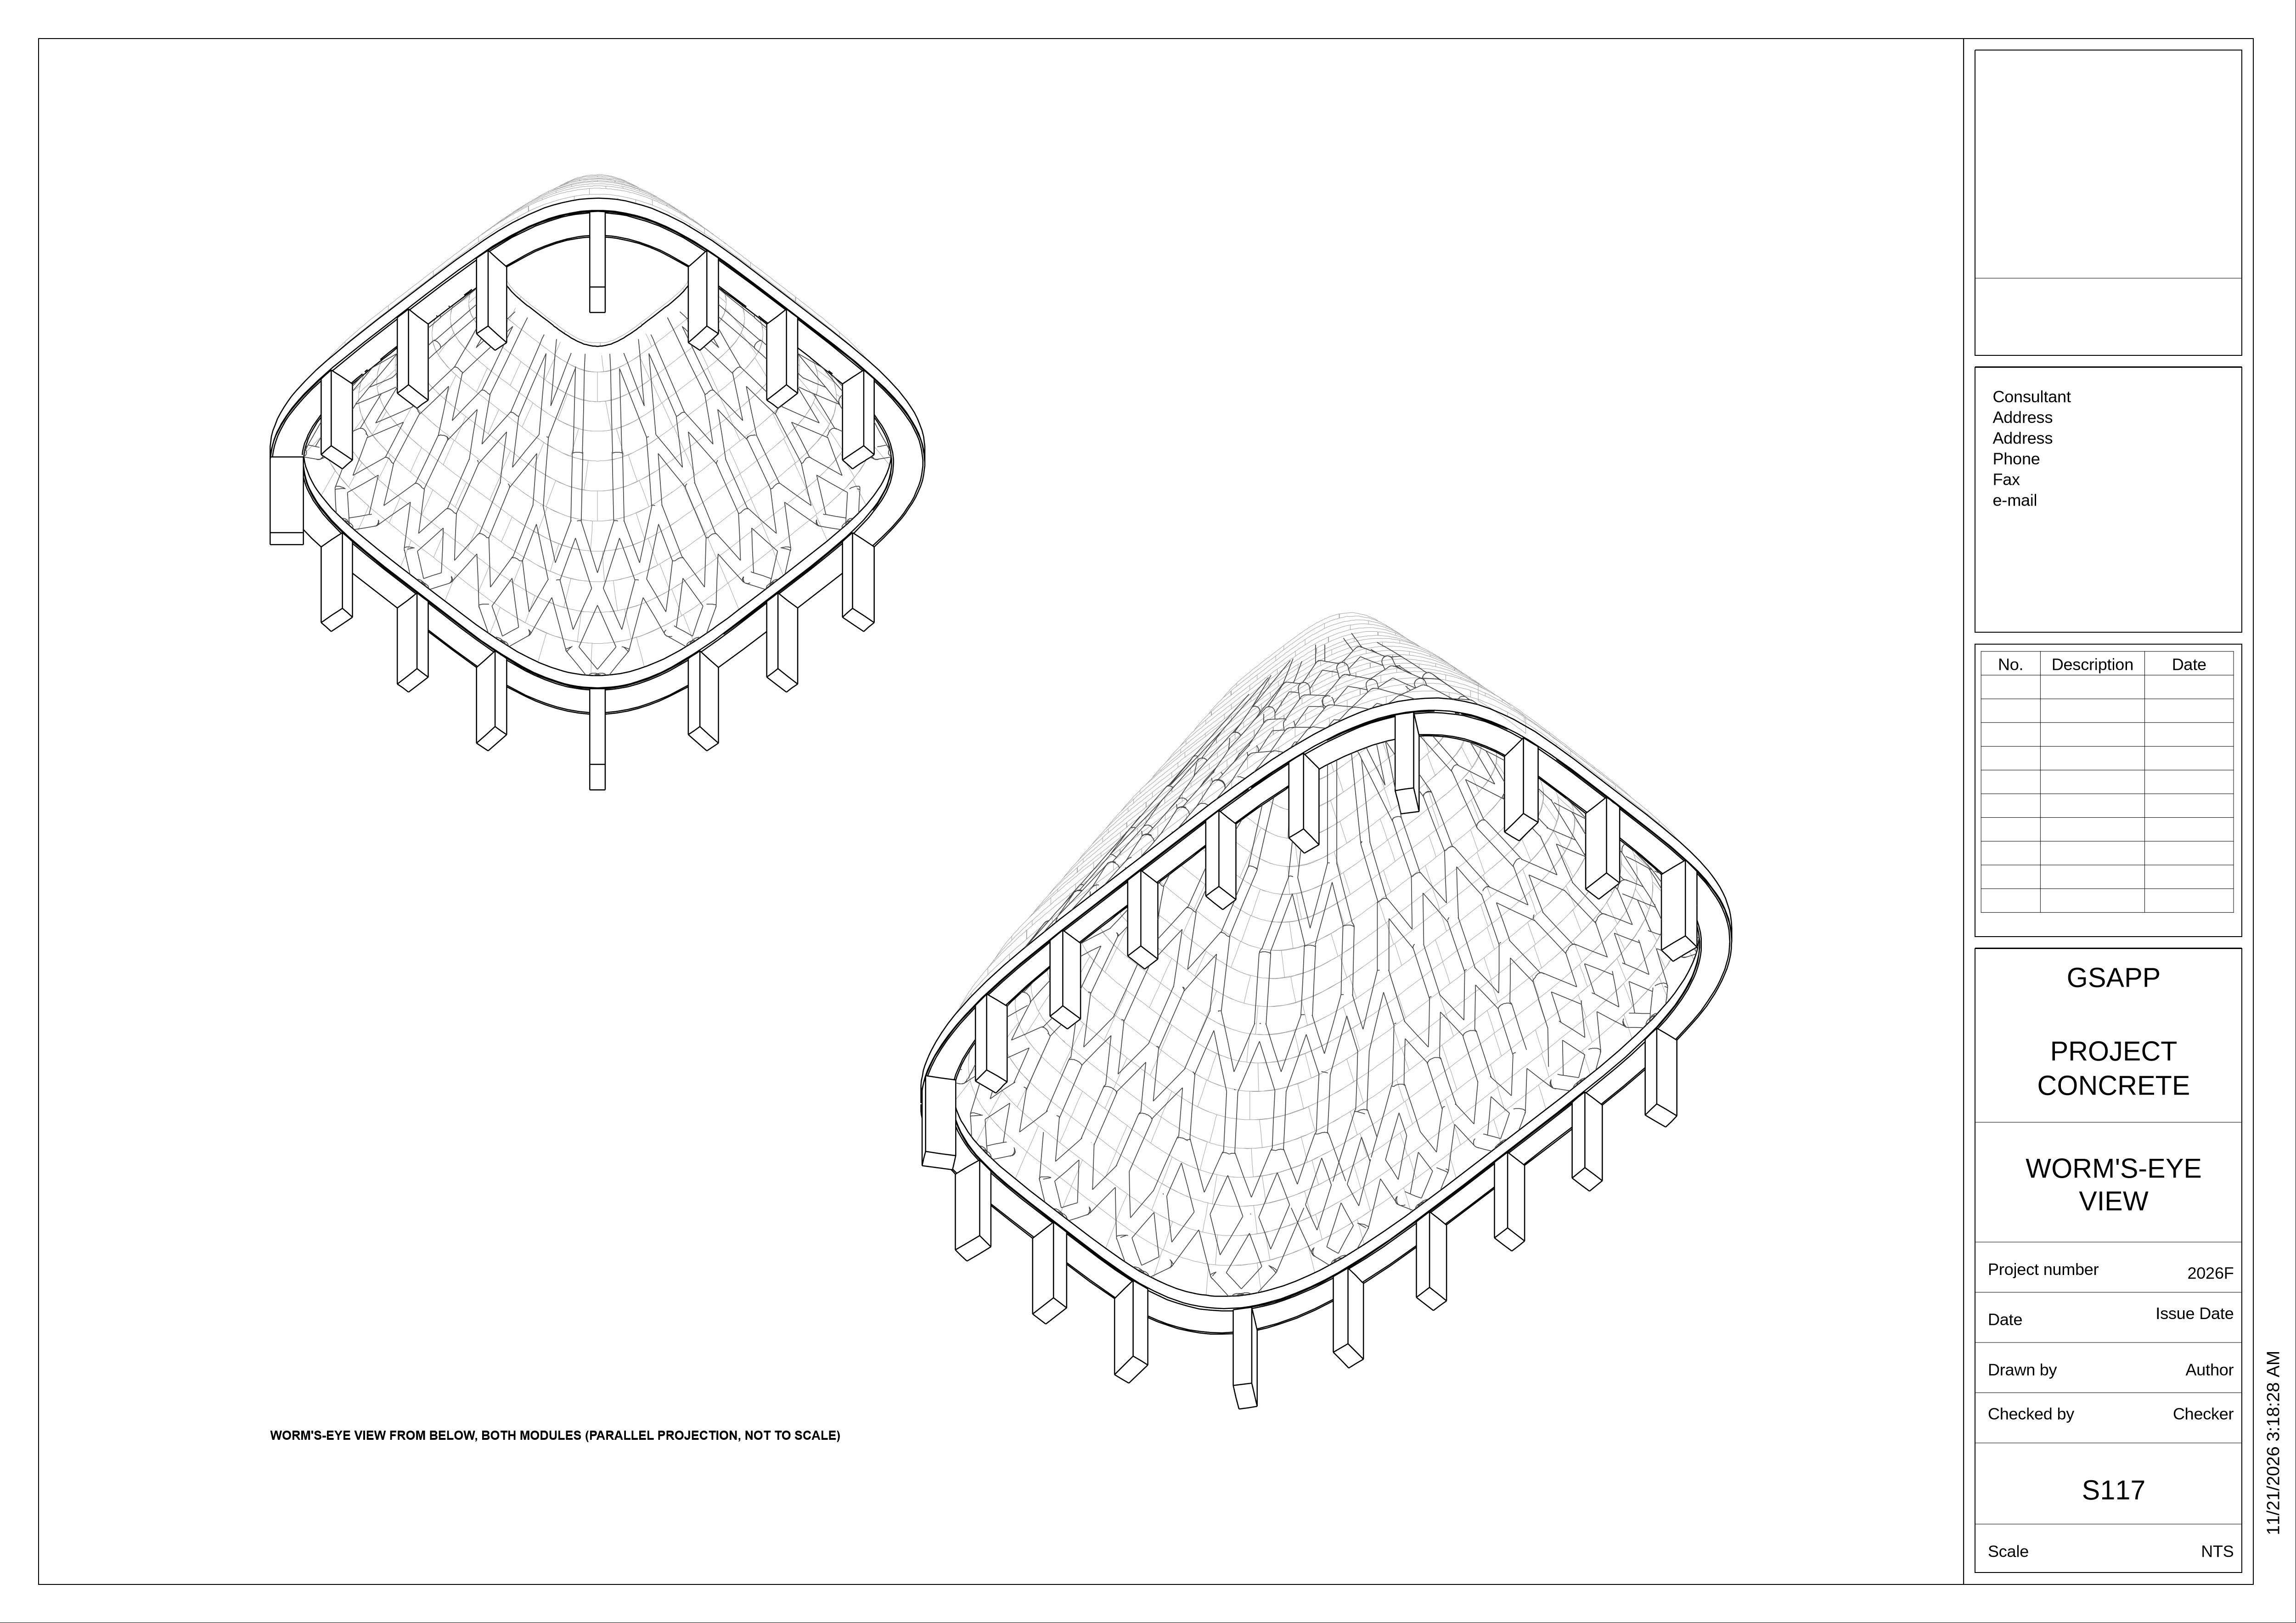 WORM'S-EYE VIEW FROM BELOW, BOTH MODULES (PARALLEL PROJECTION, NOT TO SCALE)
Consultant
Address
Address
Phone
Fax
e-mail
No. Description Date
GSAPP
PROJECT
CONCRETE
WORM'S-EYE
VIEW
Project number 2026F
Date Issue Date
Drawn by Author
Checked by Checker
S117
Scale NTS
11/21/2026 3:18:28 AM